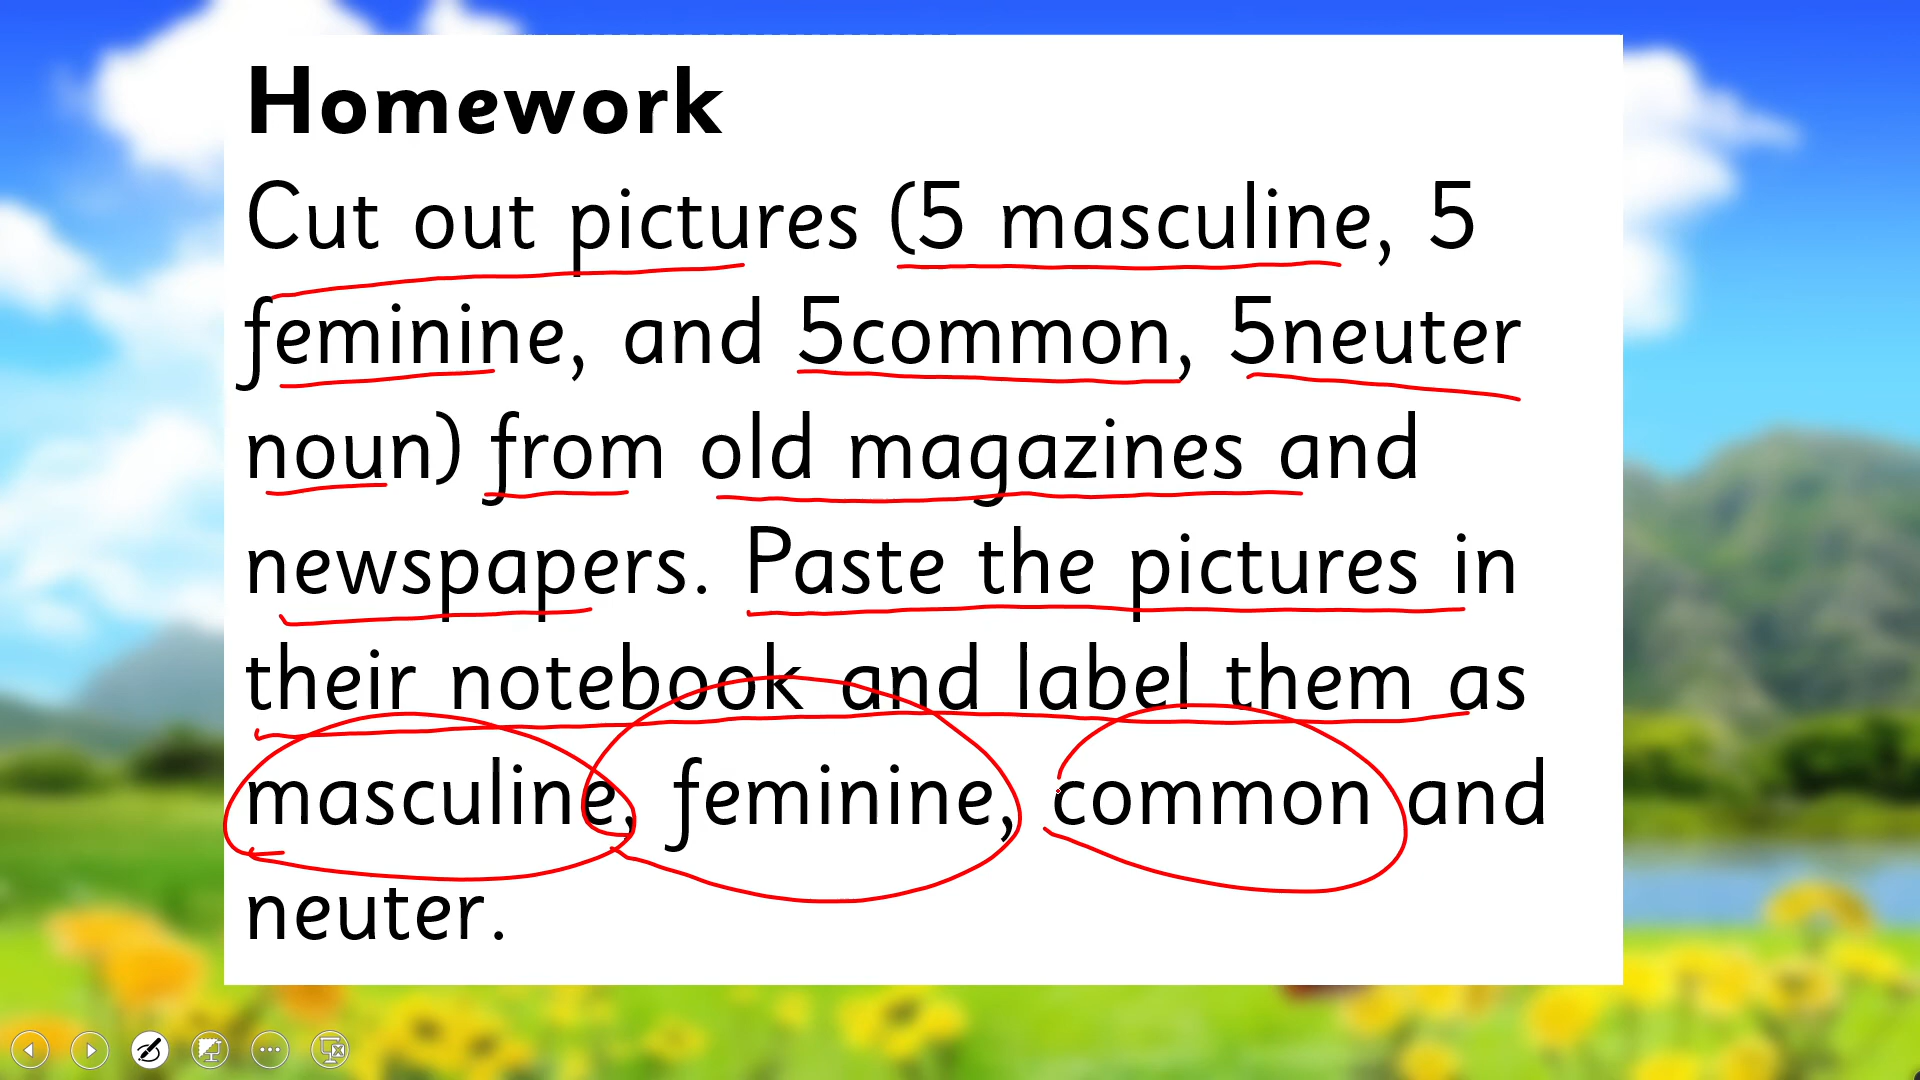 Homework
Cut out pictures (5 masculine, 5
feminine, and 5common, 5neuter
noun) from old magazines and
newspapers. Paste the pictures in
their notebook and label them as
masculine, feminine, common and
neuter.